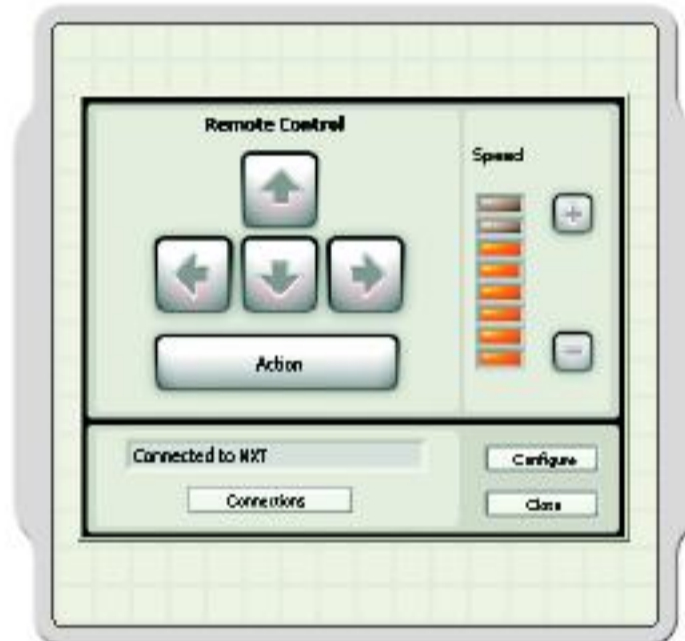 Remote Control
Speed
+
-
Action
Connected to NXT
Configure
Connections
Close